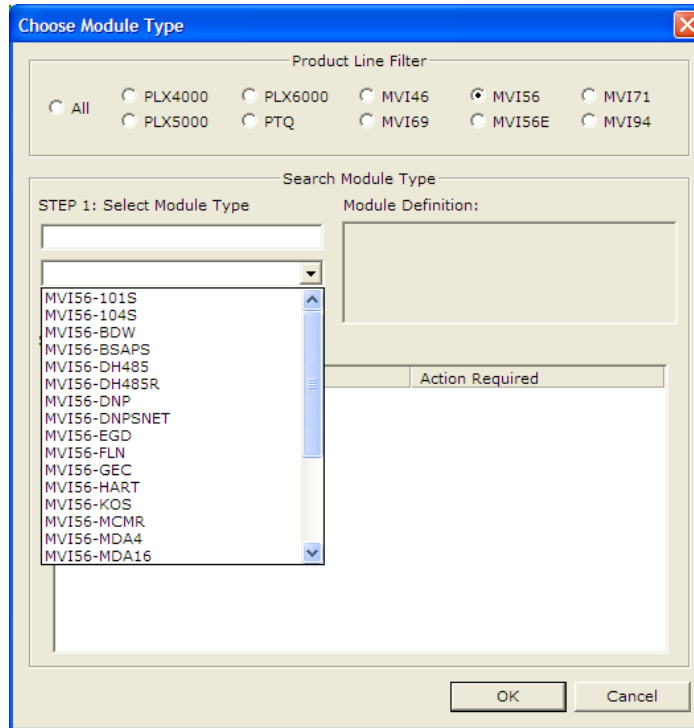 Choose Module Type
Product Line Filter
All
PLX4000
PLX6000
MVI46
MVI56
MVI71
PLX5000
PTQ
MVI69
MVI56E
MVI94
Search Module Type
STEP 1: Select Module Type
Module Definition:
MVI56-101S
MVI56-104S
MVI56-BDW
MVI56-BSAPS
MVI56-DH485
MVI56-DH485R
MVI56-DNP
MVI56-DNPSNET
MVI56-EGD
MVI56-FLN
MVI56-GEC
MVI56-HART
MVI56-KOS
MVI56-MCMR
MVI56-MDA4
MVI56-MDA16
Action Required
OK
Cancel